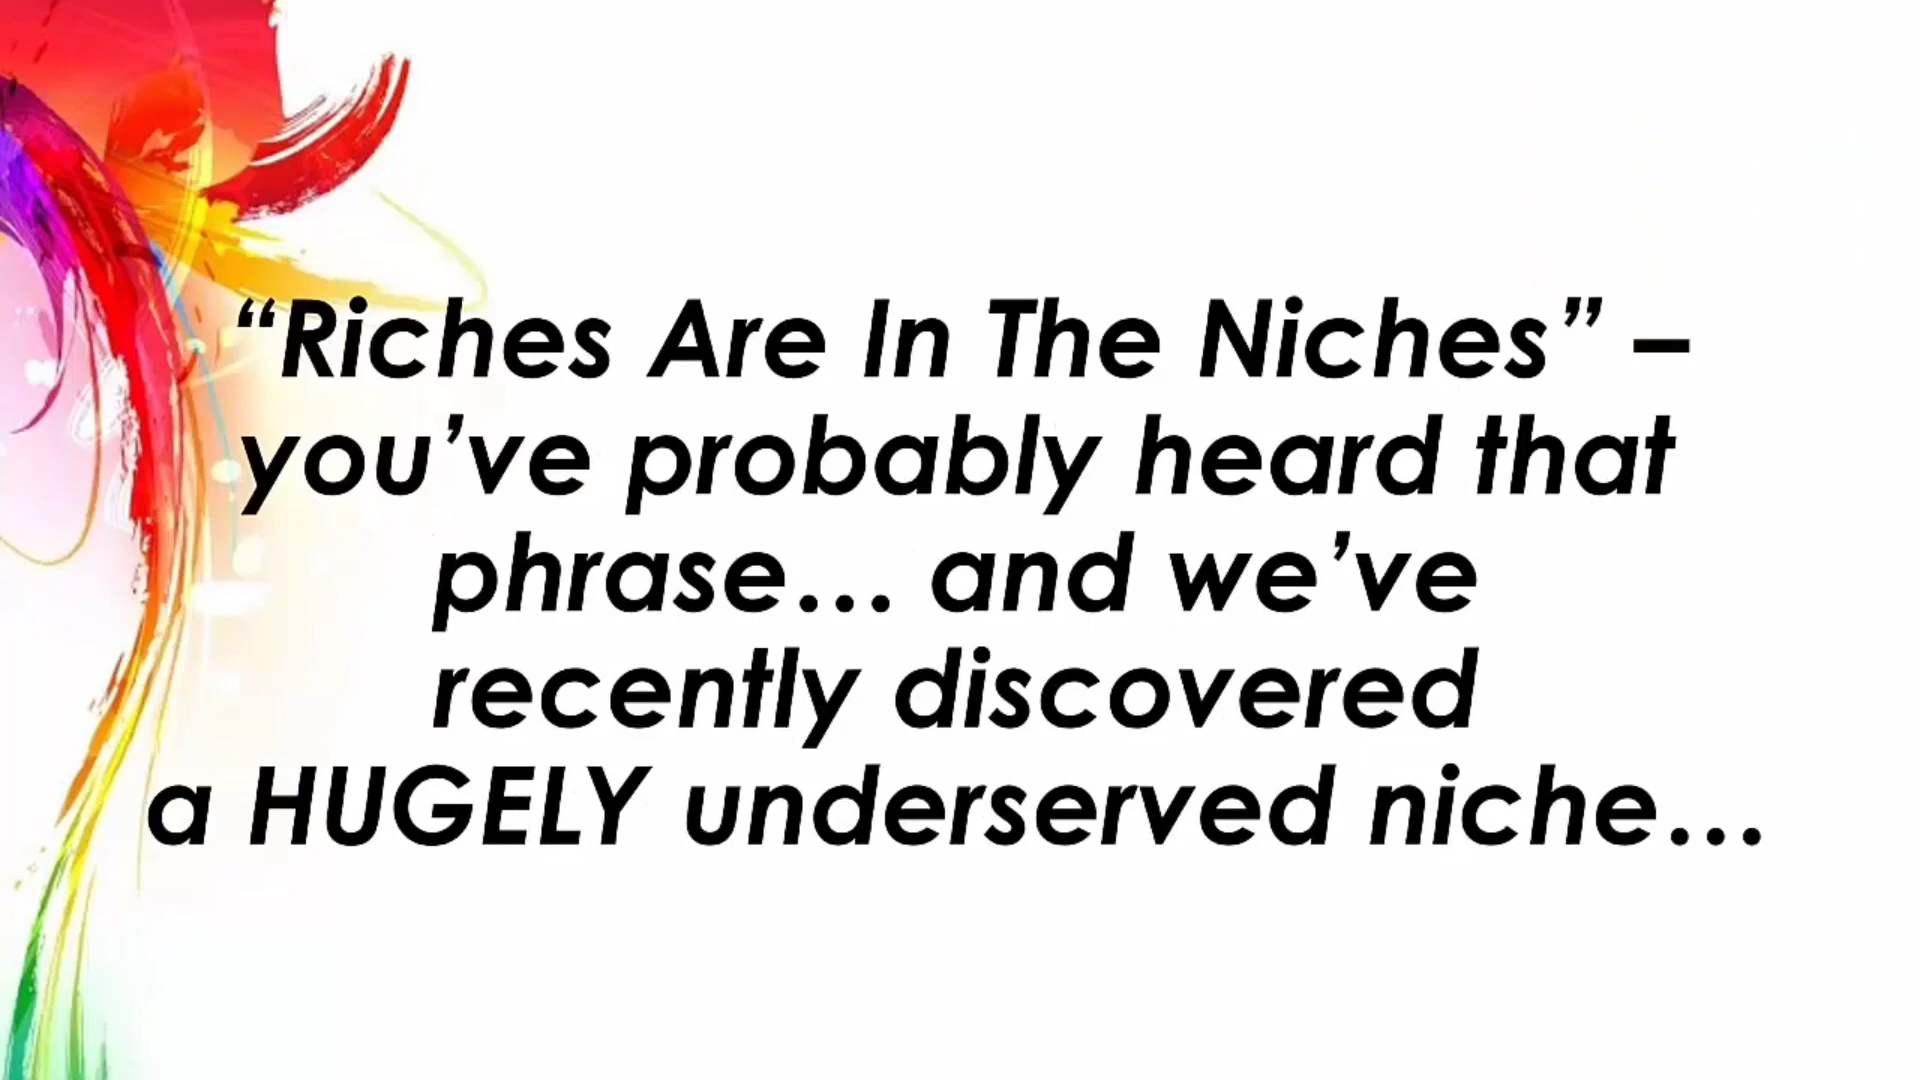 “Riches Are In The Niches” –
you’ve probably heard that
phrase… and we’ve
recently discovered
a HUGELY underserved niche…